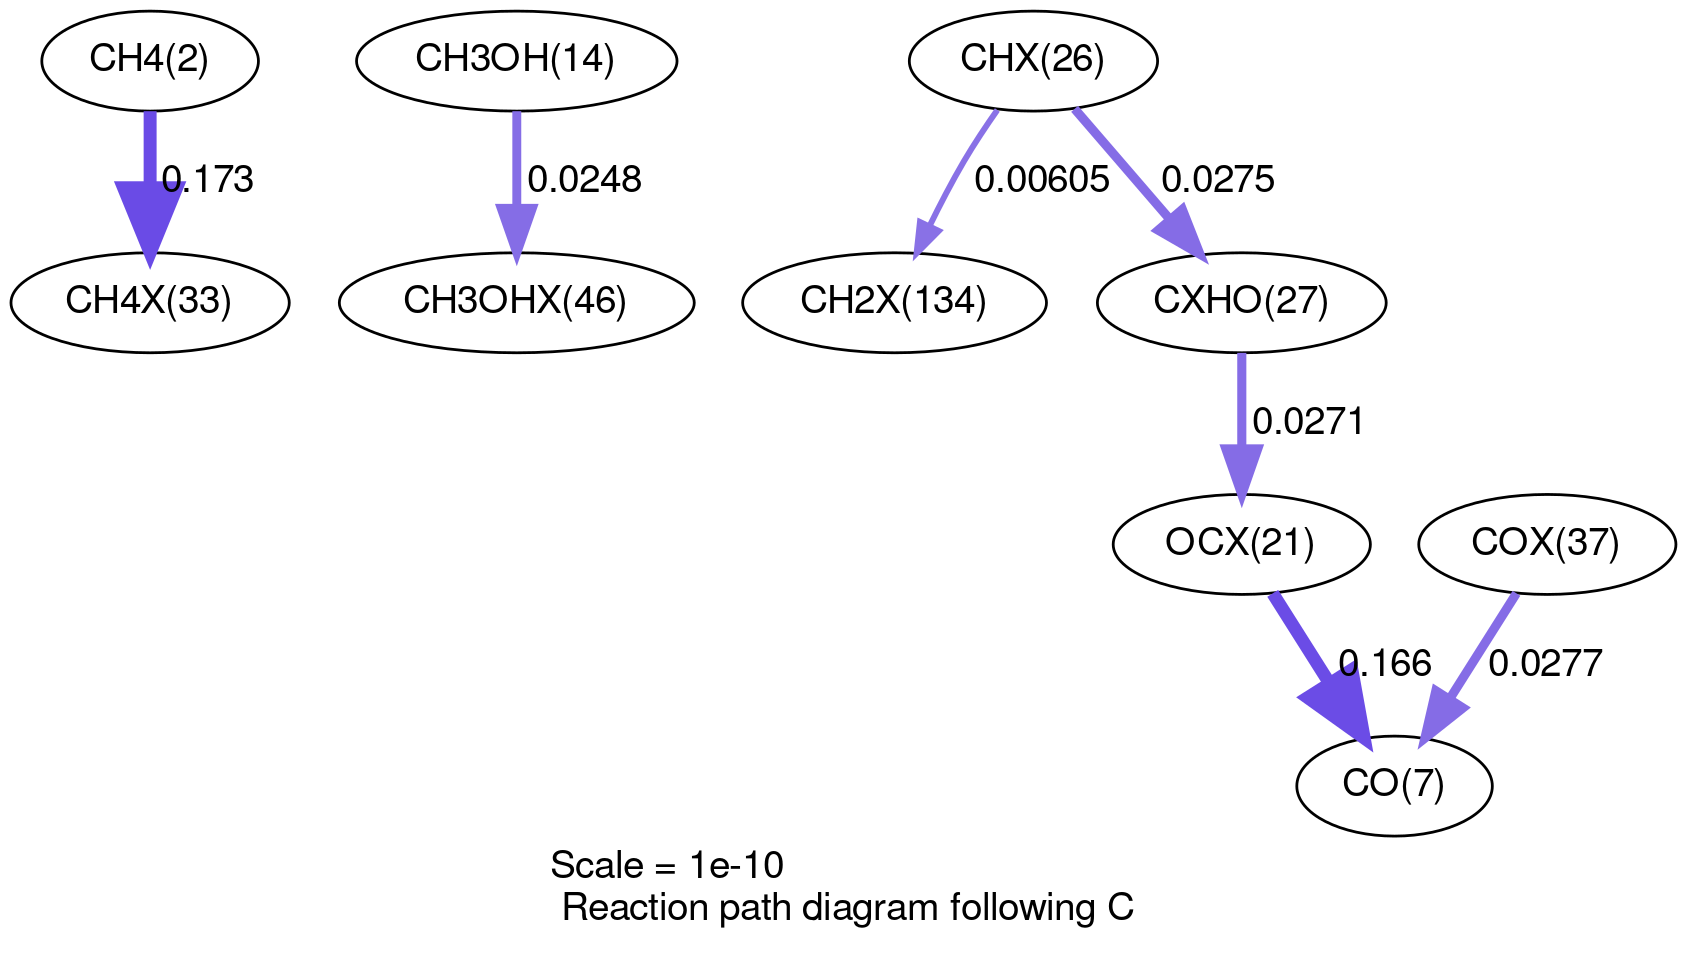 CH4(2)
CH3OH(14)
CHX(26)
0.173
0.0248
0.00605
0.0275
CH4X(33)
CH3OHX(46)
CH2X(134)
CXHO(27)
0.0271
OCX(21)
COX(37)
0.166
0.0277
CO(7)
Scale = 1e-10
Reaction path diagram following C